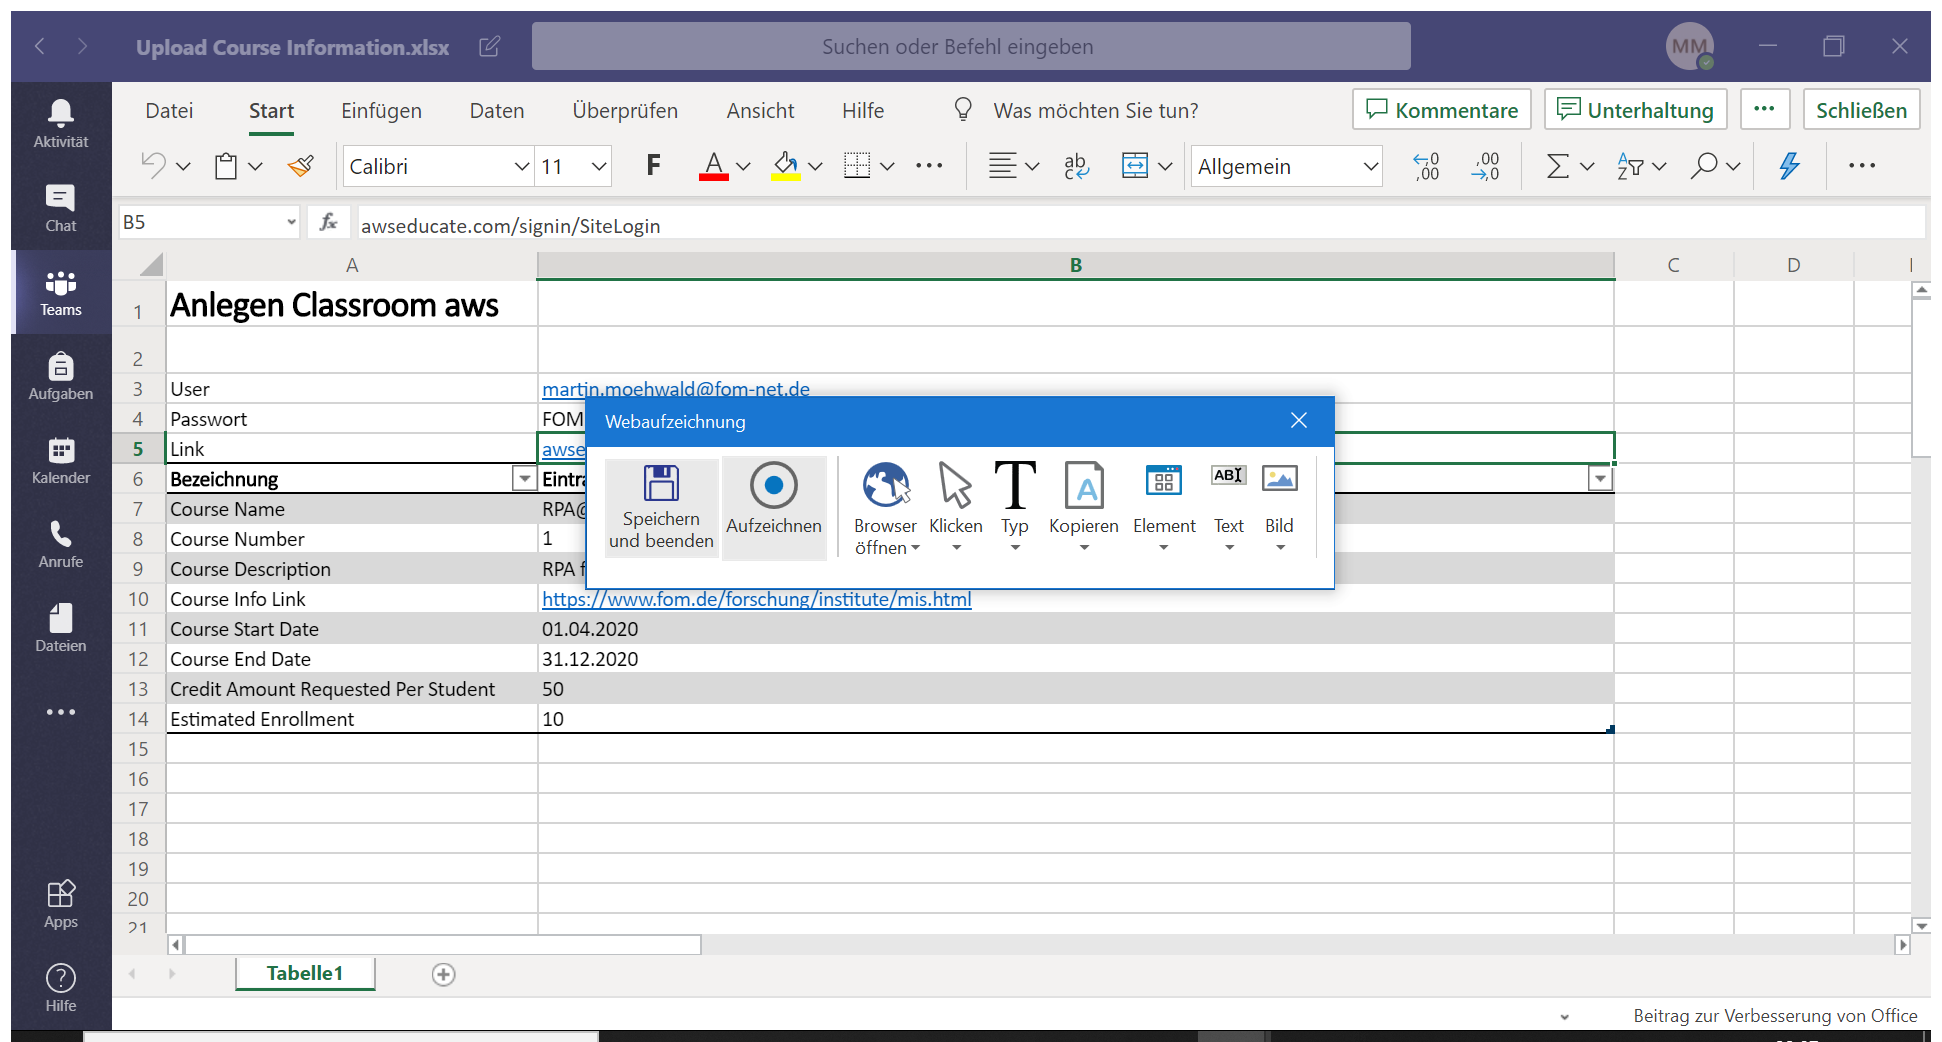 Upload Course Information.xlsx
Suchen oder Befehl eingeben
MM
Datei Start Einfügen Daten Überprüfen Ansicht Hilfe Was möchten Sie tun? Kommentare Unterhaltung ... Schließen
Calibri 11 F A ab c Allgemein ←,0 ,00 ,00 →,0 Σ A Z ...
B5 fx awseducate.com/signin/SiteLogin
Aktivität
Chat
Teams
Aufgaben
Kalender
Anrufe
Dateien
...
Apps
Hilfe
A B C D
1 Anlegen Classroom aws
2
3 User martin.moehwald@fom-net.de
4 Passwort FOM
5 Link awse
6 Bezeichnung Eintra
7 Course Name RPA@
8 Course Number 1
9 Course Description RPA f
10 Course Info Link https://www.fom.de/forschung/institute/mis.html
11 Course Start Date 01.04.2020
12 Course End Date 31.12.2020
13 Credit Amount Requested Per Student 50
14 Estimated Enrollment 10
15
16
17
18
19
20
21
Webaufzeichnung
Speichern und beenden
Aufzeichnen
Browser öffnen
Klicken
T
Typ
A
Kopieren
Element
ABI
Text
Bild
Tabelle1
Beitrag zur Verbesserung von Office